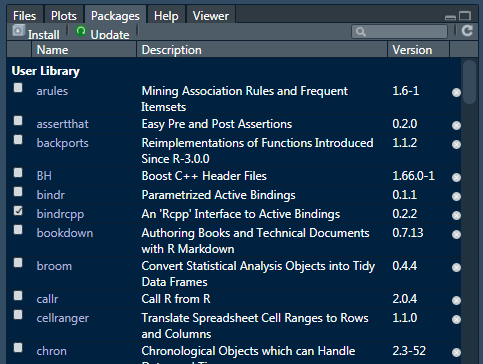 Files Plots Packages Help Viewer
Install Update
Name Description Version
User Library
arules Mining Association Rules and Frequent 1.6-1
Itemsets
assertthat Easy Pre and Post Assertions 0.2.0
backports Reimplementations of Functions Introduced 1.1.2
Since R-3.0.0
BH Boost C++ Header Files 1.66.0-1
bindr Parametrized Active Bindings 0.1.1
bindrcpp An 'Rcpp' Interface to Active Bindings 0.2.2
bookdown Authoring Books and Technical Documents 0.7.13
with R Markdown
broom Convert Statistical Analysis Objects into Tidy 0.4.4
Data Frames
callr Call R from R 2.0.4
cellranger Translate Spreadsheet Cell Ranges to Rows 1.1.0
and Columns
chron Chronological Objects which can Handle 2.3-52